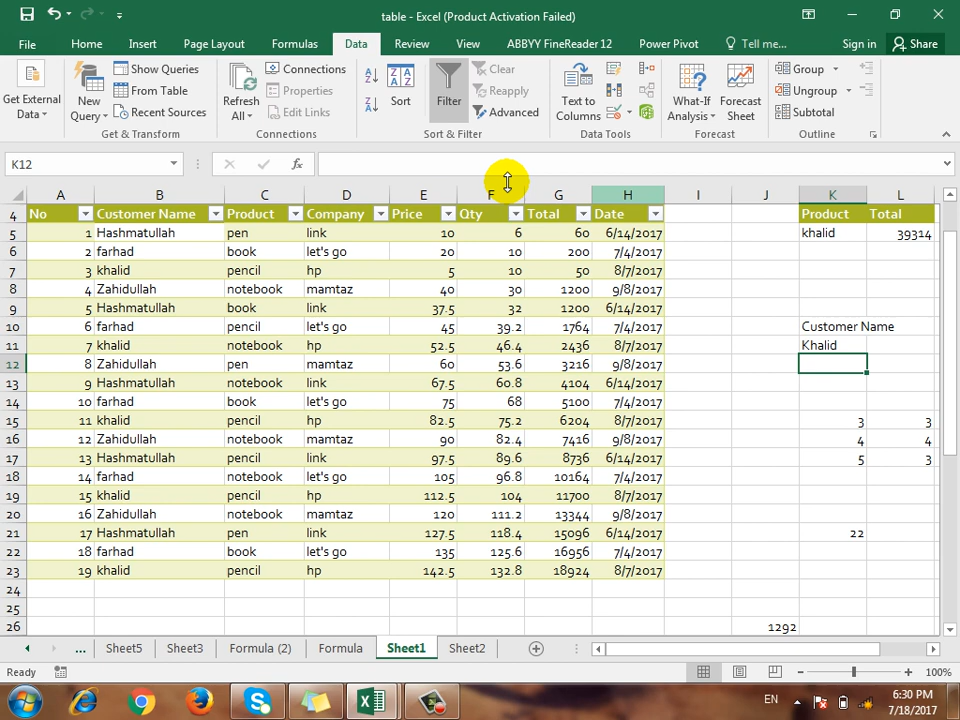 table - Excel (Product Activation Failed)
File Home Insert Page Layout Formulas Data Review View ABBYY FineReader 12 Power Pivot Tell me... Sign in Share
Get External Data
New Query
Show Queries
From Table
Recent Sources
Get & Transform
Refresh All
Connections
Properties
Edit Links
Connections
Sort
Filter
Clear
Reapply
Advanced
Sort & Filter
Text to Columns
Data Tools
What-If Analysis
Forecast Sheet
Forecast
Group
Ungroup
Subtotal
Outline
K12 fx
A B C D E F G H I J K L
4 No Customer Name Product Company Price Qty Total Date Product Total
5 1 Hashmatullah pen link 10 6 60 6/14/2017 khalid 39314
6 2 farhad book let's go 20 10 200 7/4/2017
7 3 khalid pencil hp 5 10 50 8/7/2017
8 4 Zahidullah notebook mamtaz 40 30 1200 9/8/2017
9 5 Hashmatullah book link 37.5 32 1200 6/14/2017
10 6 farhad pencil let's go 45 39.2 1764 7/4/2017 Customer Name
11 7 khalid notebook hp 52.5 46.4 2436 8/7/2017 Khalid
12 8 Zahidullah pen mamtaz 60 53.6 3216 9/8/2017
13 9 Hashmatullah notebook link 67.5 60.8 4104 6/14/2017
14 10 farhad book let's go 75 68 5100 7/4/2017
15 11 khalid pencil hp 82.5 75.2 6204 8/7/2017 3 3
16 12 Zahidullah notebook mamtaz 90 82.4 7416 9/8/2017 4 4
17 13 Hashmatullah pencil link 97.5 89.6 8736 6/14/2017 5 3
18 14 farhad notebook let's go 105 96.8 10164 7/4/2017
19 15 khalid pencil hp 112.5 104 11700 8/7/2017
20 16 Zahidullah notebook mamtaz 120 111.2 13344 9/8/2017
21 17 Hashmatullah pen link 127.5 118.4 15096 6/14/2017 22
22 18 farhad book let's go 135 125.6 16956 7/4/2017
23 19 khalid pencil hp 142.5 132.8 18924 8/7/2017
24
25
26 1292
... Sheet5 Sheet3 Formula (2) Formula Sheet1 Sheet2
Ready 100%
EN 6:30 PM
7/18/2017